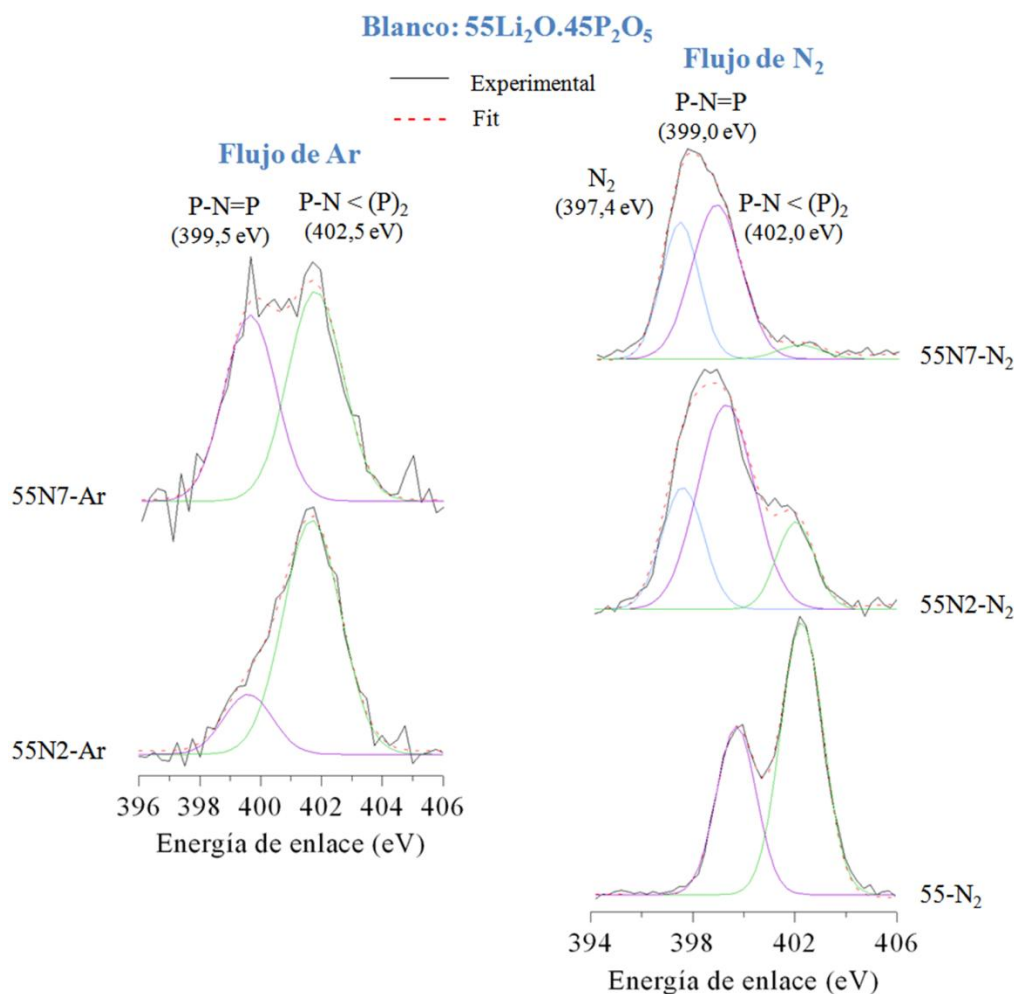 Blanco: 55Li₂O.45P₂O₅
Experimental
Fit
Flujo de Ar
P-N=P
(399,5 eV)
P-N < (P)₂
(402,5 eV)
55N7-Ar
55N2-Ar
396 398 400 402 404 406
Energía de enlace (eV)
Flujo de N₂
P-N=P
(399,0 eV)
N₂
(397,4 eV)
P-N < (P)₂
(402,0 eV)
55N7-N₂
55N2-N₂
55-N₂
394 398 402 406
Energía de enlace (eV)